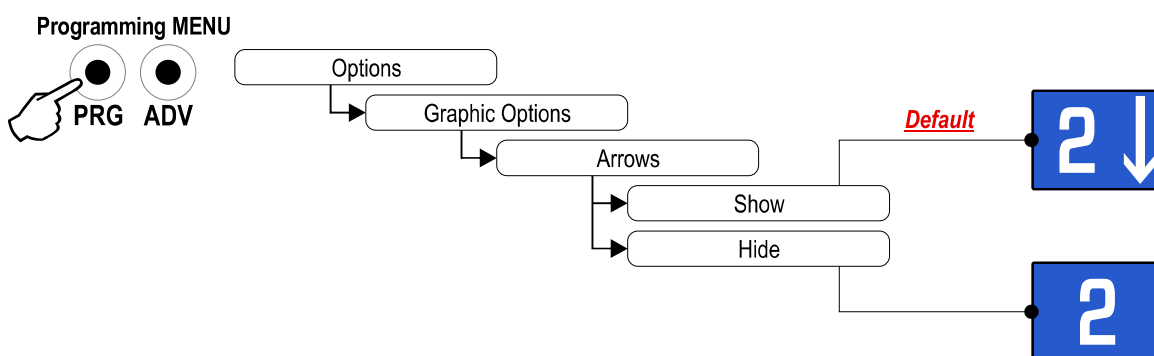 Programming MENU
PRG ADV
Options
Graphic Options
Arrows
Show
Hide
Default
2
2